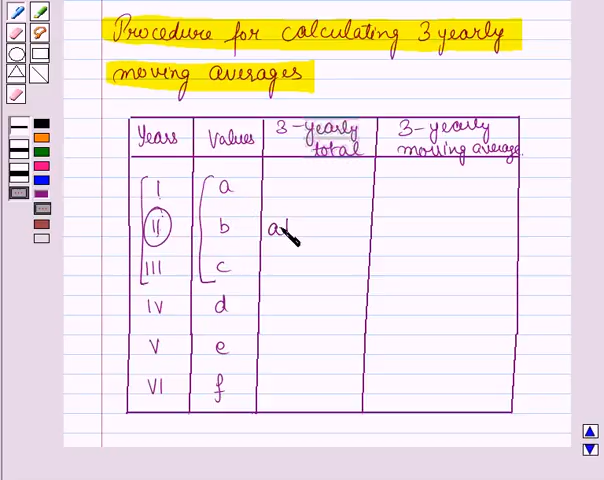 Procedure for calculating 3 yearly
moving averages
Years Values 3-yearly total 3-yearly moving average
I a
II b a
III c
IV d
V e
VI f